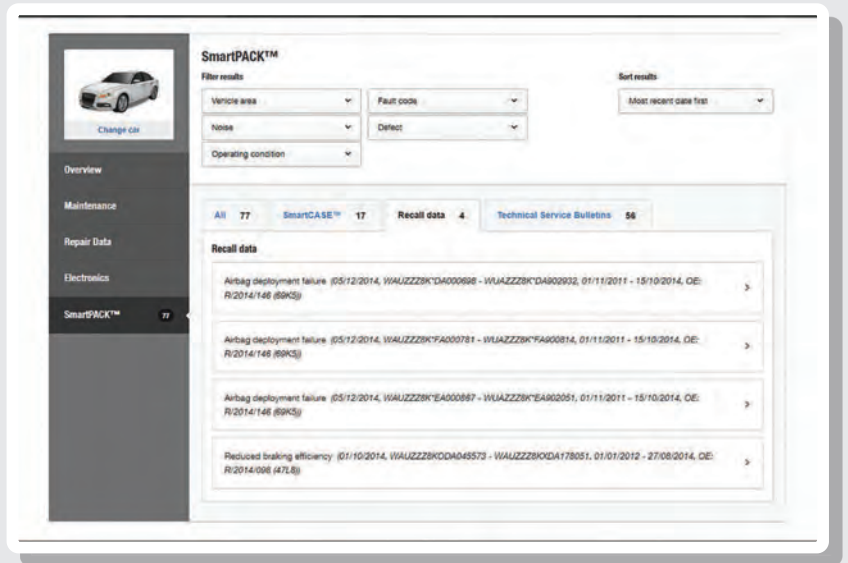 SmartPACK™
Filter results
Sort results
Vehicle area
Fault code
Most recent date first
Noise
Defect
Operating condition
Change car
Overview
Maintenance
Repair Data
Electronics
SmartPACK™ 77
All 77
SmartCASE™ 17
Recall data 4
Technical Service Bulletins 56
Recall data
Airbag deployment failure (05/12/2014, WAUZZZ8K*DA000698 - WUAZZZ8K*DA902932, 01/11/2011 - 15/10/2014, OE:
R/2014/146 (69K5))
Airbag deployment failure (05/12/2014, WAUZZZ8K*FA000781 - WUAZZZ8K*FA900814, 01/11/2011 - 15/10/2014, OE:
R/2014/146 (69K5))
Airbag deployment failure (05/12/2014, WAUZZZ8K*EA000867 - WUAZZZ8K*EA902051, 01/11/2011 - 15/10/2014, OE:
R/2014/146 (69K5))
Reduced braking efficiency (01/10/2014, WAUZZZ8KODA045573 - WAUZZZ8KXDA178051, 01/01/2012 - 27/08/2014, OE:
R/2014/098 (47L8))